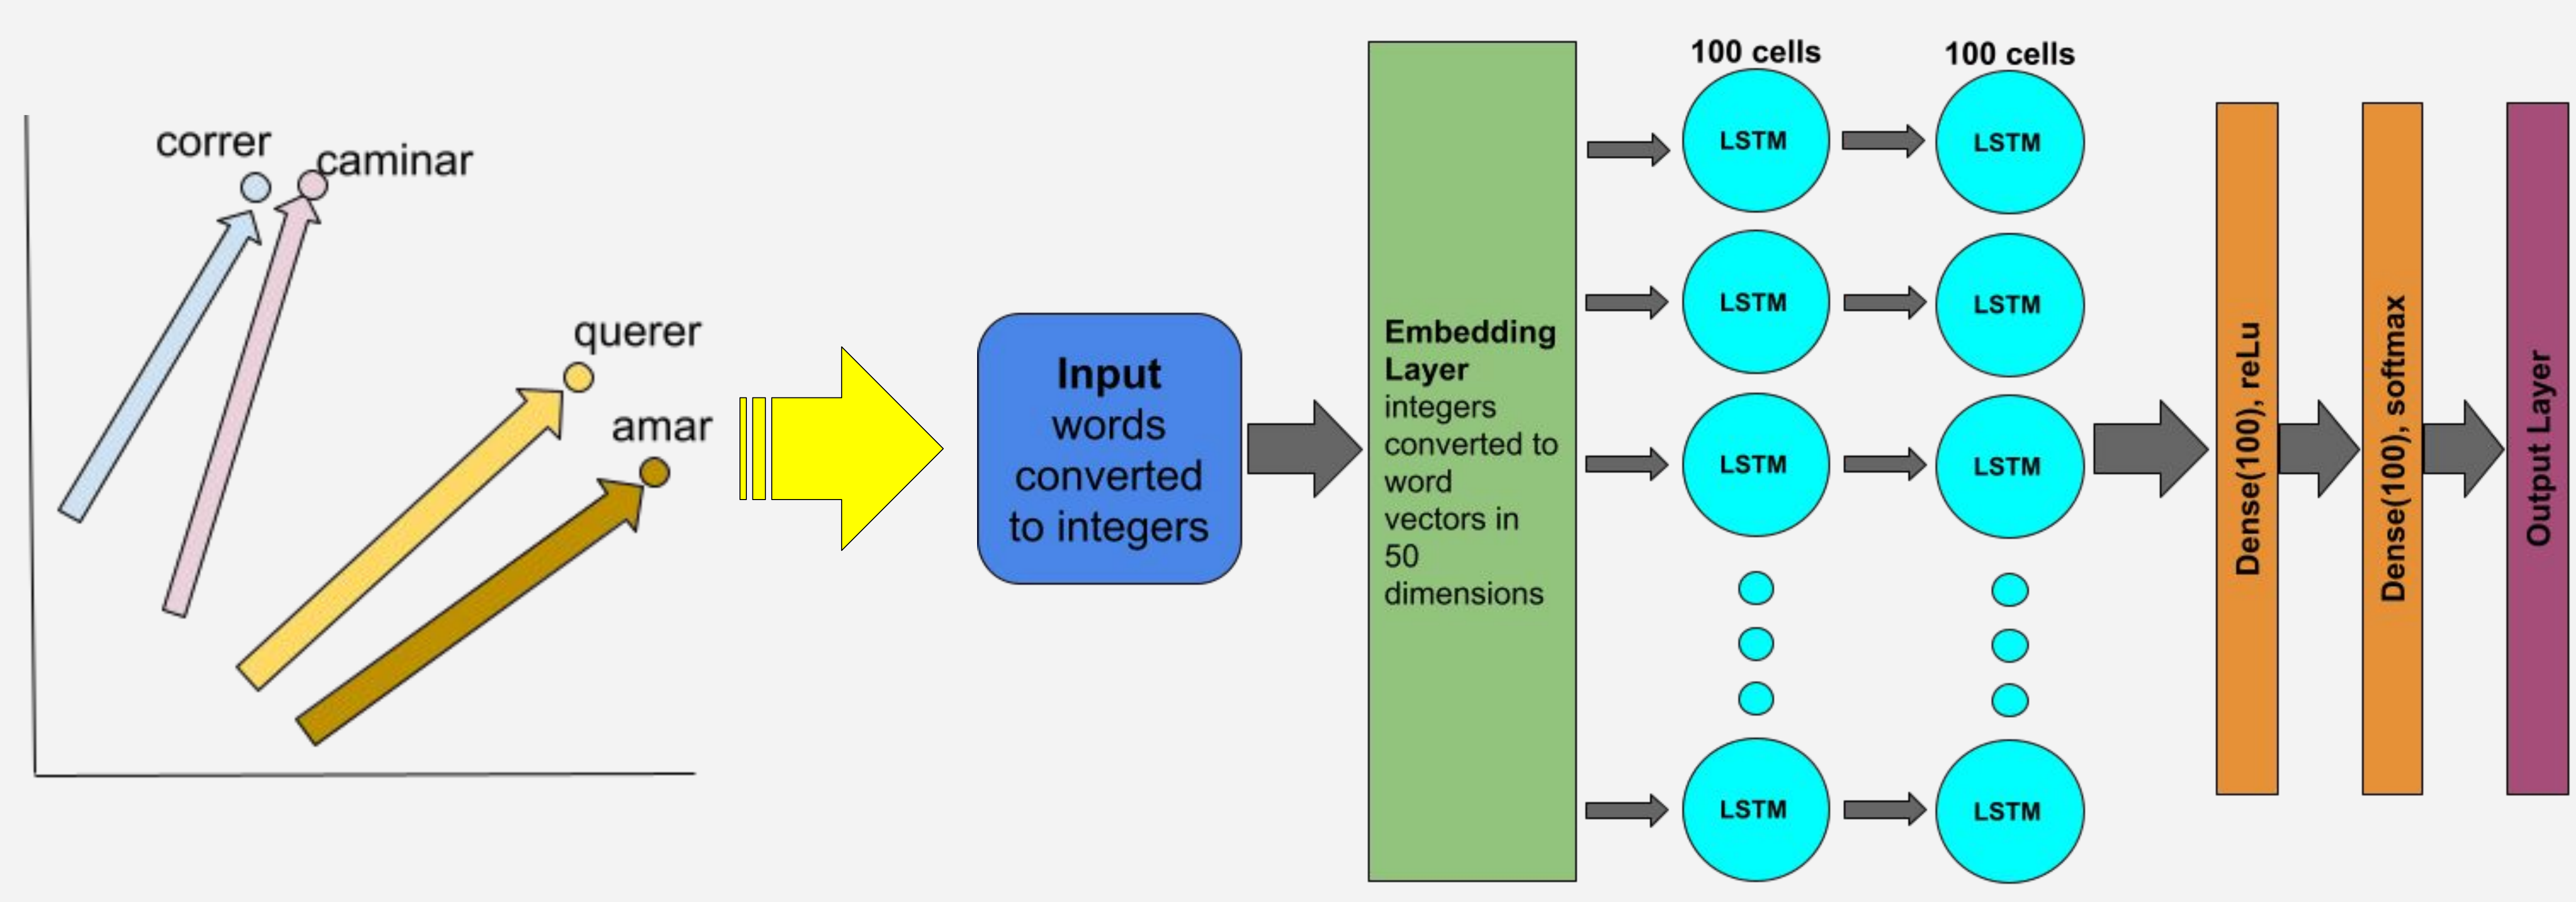 correr
caminar
querer
amar
Input
words
converted
to integers
Embedding
Layer
integers
converted to
word
vectors in
50
dimensions
100 cells
LSTM
LSTM
LSTM
LSTM
100 cells
LSTM
LSTM
LSTM
LSTM
Dense(100), reLu
Dense(100), softmax
Output Layer